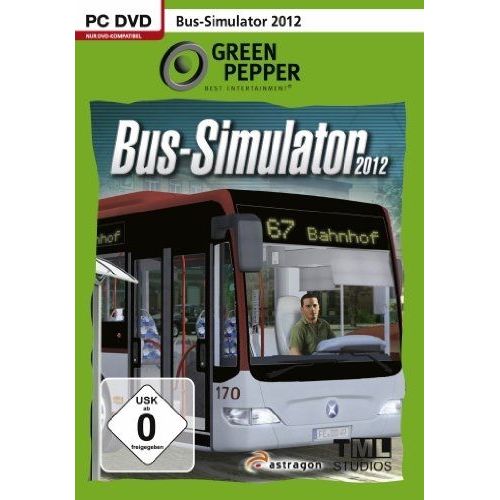 PC DVD
NUR DVD-KOMPATIBEL
Bus-Simulator 2012
GREEN
PEPPER
BEST ENTERTAINMENT®
Bus-Simulator 2012
67 Bahnhof
hnhof
170
USK
ab
0
freigegeben
astragon
TML
STUDIOS